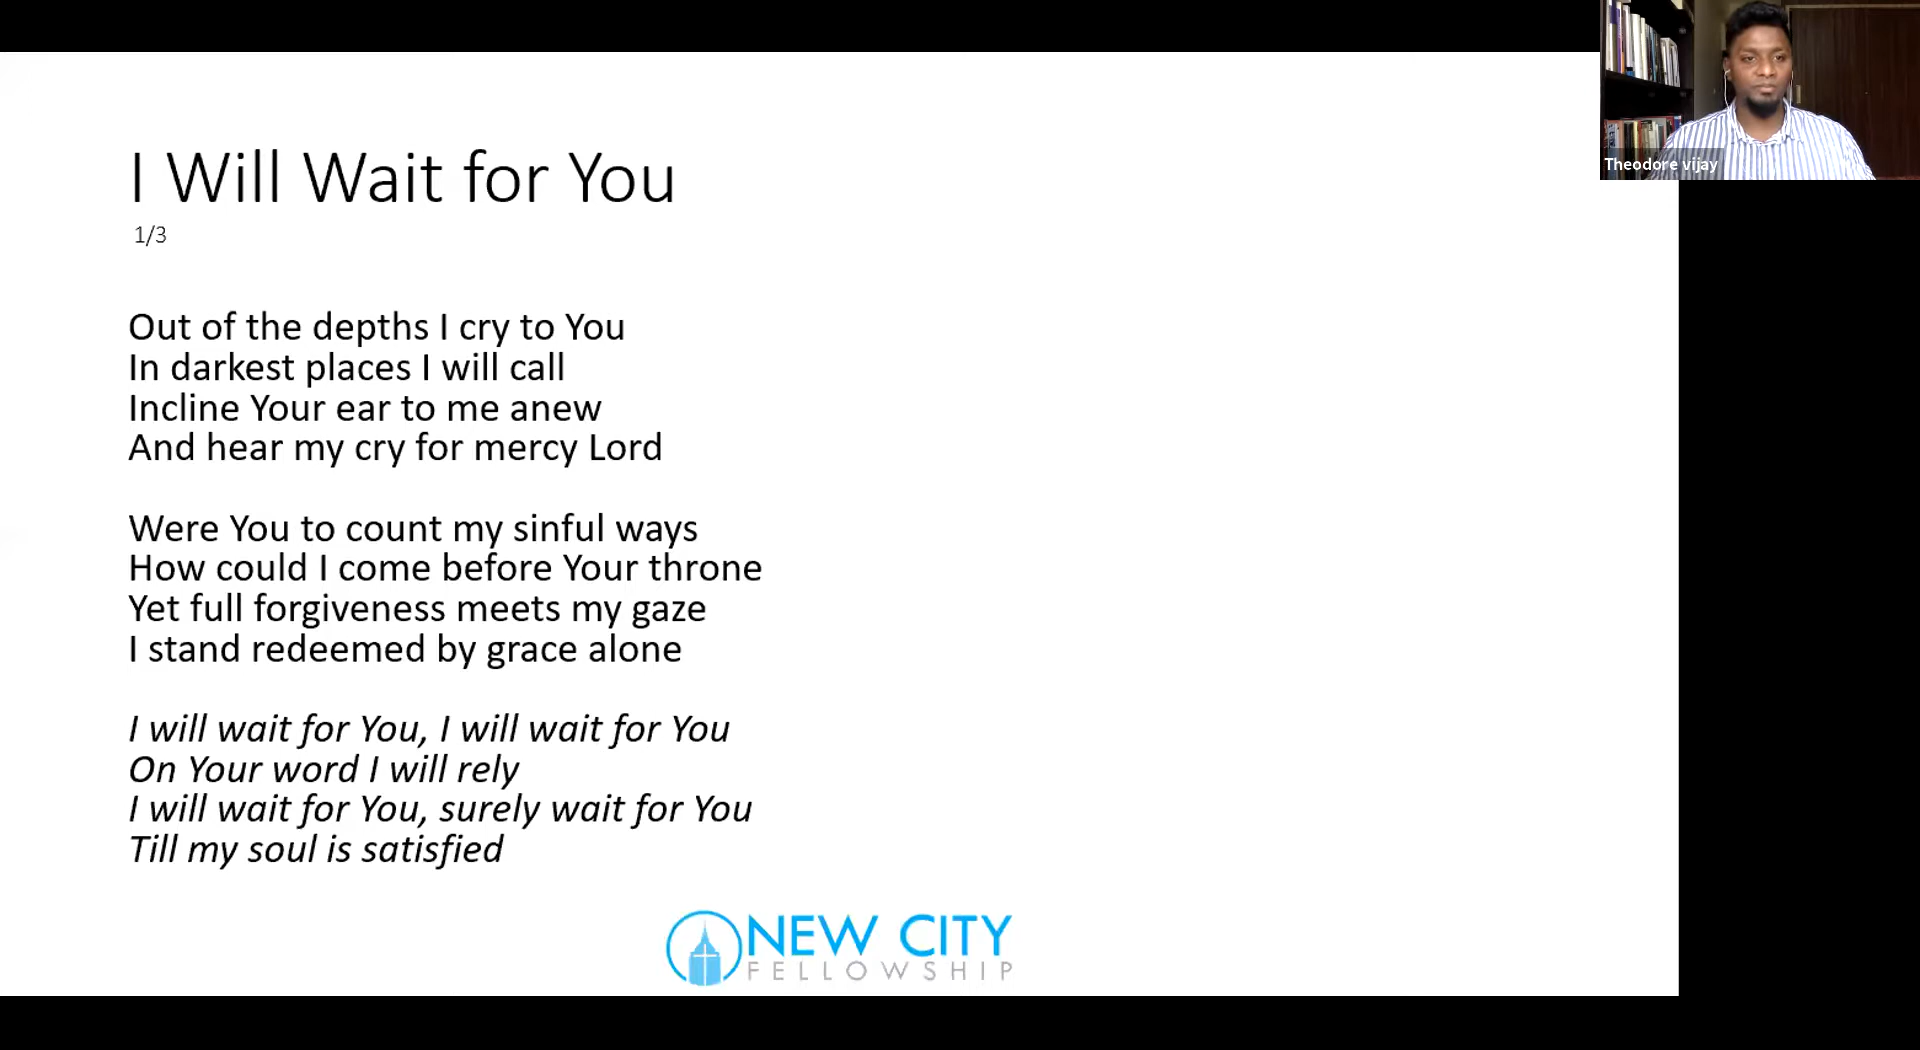 I Will Wait for You
1/3
Out of the depths I cry to You
In darkest places I will call
Incline Your ear to me anew
And hear my cry for mercy Lord
Were You to count my sinful ways
How could I come before Your throne
Yet full forgiveness meets my gaze
I stand redeemed by grace alone
I will wait for You, I will wait for You
On Your word I will rely
I will wait for You, surely wait for You
Till my soul is satisfied
NEW CITY
FELLOWSHIP
Theodore vijay